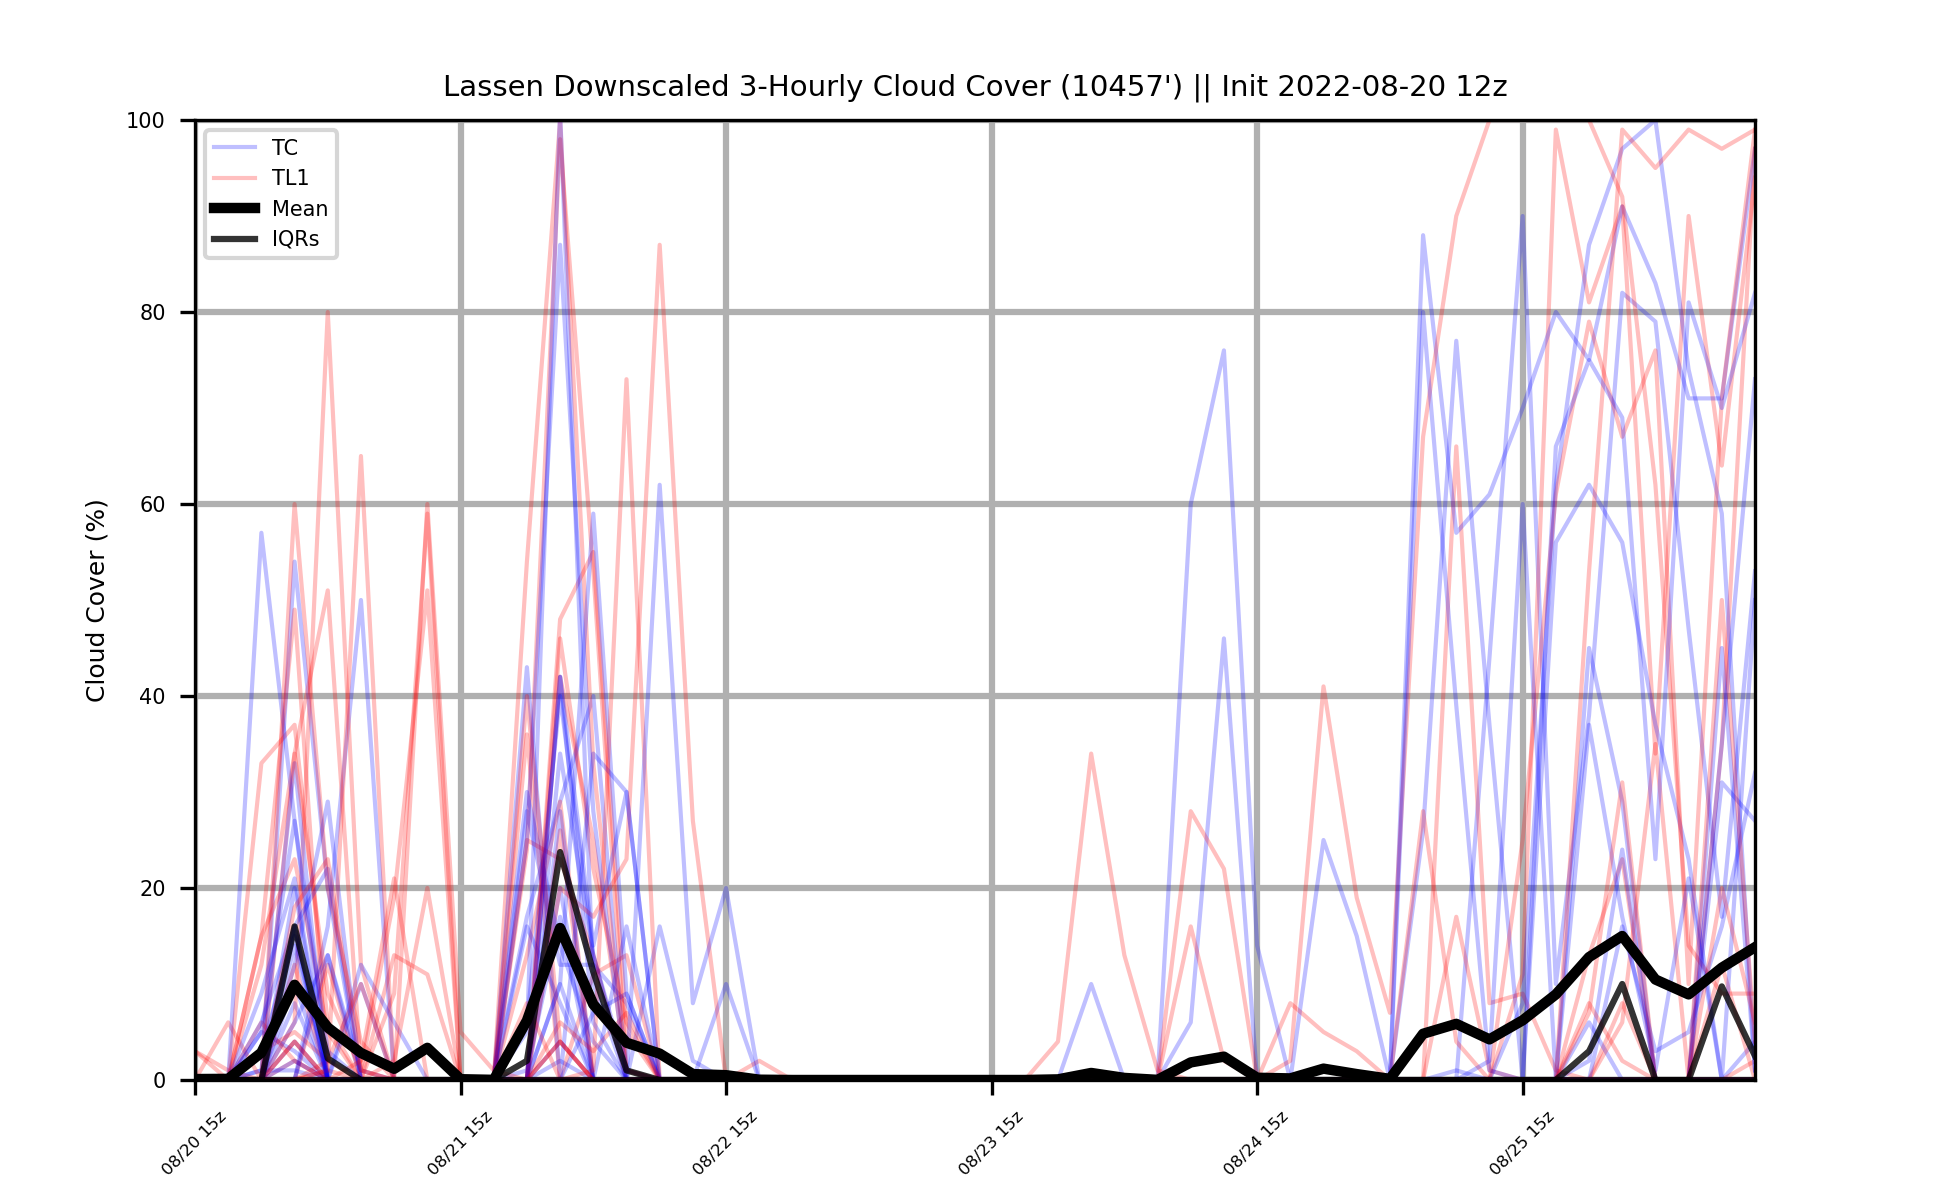 Lassen Downscaled 3-Hourly Cloud Cover (10457') || Init 2022-08-20 12z
TC
TL1
Mean
IQRs
Cloud Cover (%)
100
80
60
40
20
0
08/20 15z
08/21 15z
08/22 15z
08/23 15z
08/24 15z
08/25 15z